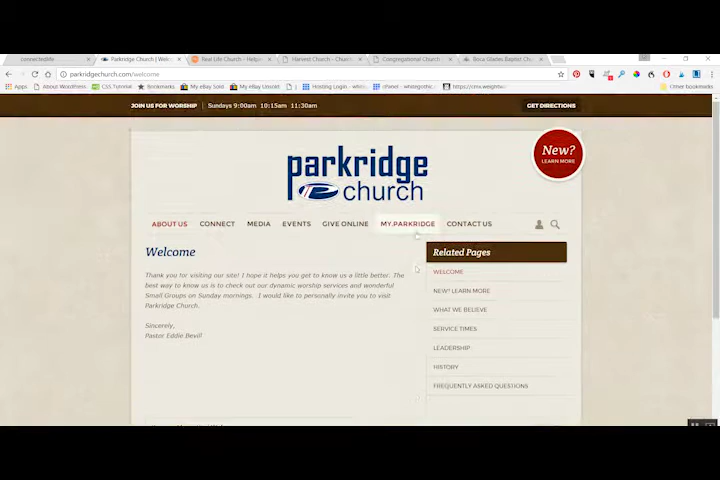 connectedMe
Parkridge Church | Welc
Real Life Church - Helpin
Harvest Church - Church
Congregational Church
Boca Glades Baptist Ch
parkridgechurch.com/welcome
Apps
About WordPress
CSS Tutorial
Bookmarks
My eBay Sold
My eBay Unsold
Hosting Login
Other bookmarks
JOIN US FOR WORSHIP
Sundays 9:00am 10:15am 11:30am
GET DIRECTIONS
New?
LEARN MORE
parkridge
church
ABOUT US
CONNECT
MEDIA
EVENTS
GIVE ONLINE
MY.PARKRIDGE
CONTACT US
Welcome
Thank you for visiting our site! I hope it helps you get to know us a little better. The
best way to know us is to check out our dynamic worship services and wonderful
Small Groups on Sunday mornings. I would like to personally invite you to visit
Parkridge Church.
Sincerely,
Pastor Eddie Bevill
Related Pages
WELCOME
NEW? LEARN MORE
WHAT WE BELIEVE
SERVICE TIMES
LEADERSHIP
HISTORY
FREQUENTLY ASKED QUESTIONS